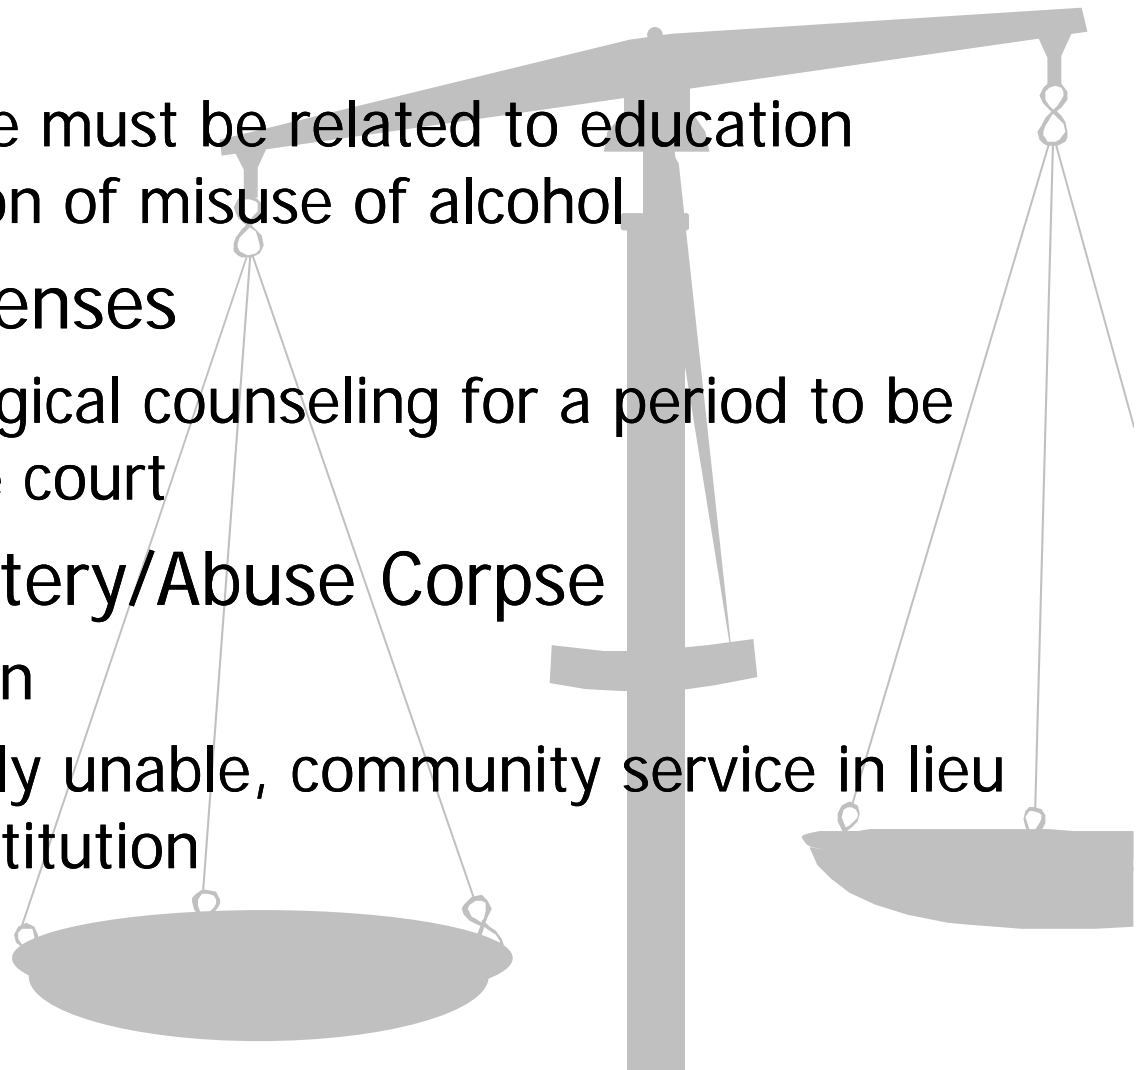 e must be related to education
on of misuse of alcohol
enses
gical counseling for a period to be
e court
tery/Abuse Corpse
n
ly unable, community service in lieu
titution